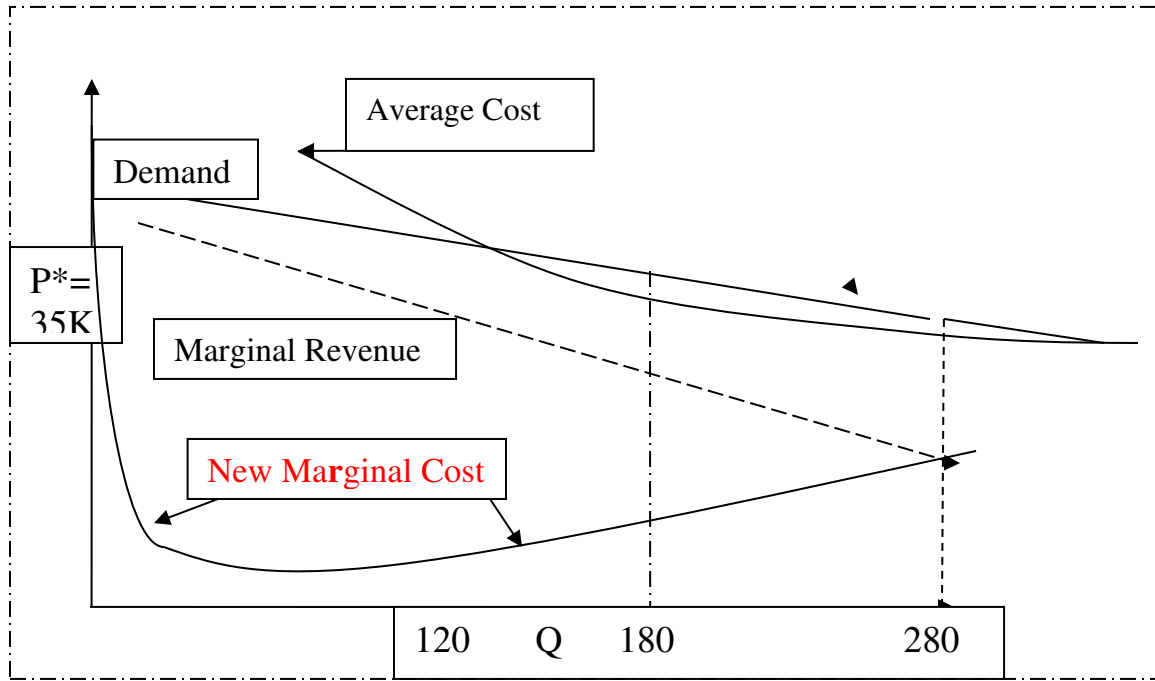 Average Cost
Demand
P*=
35K
Marginal Revenue
New Marginal Cost
120 Q 180 280